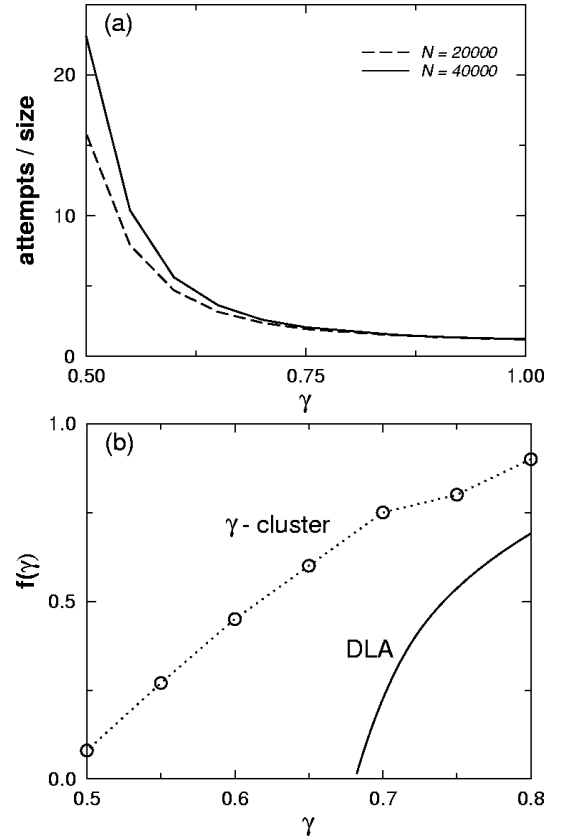 (a)
N = 20000
N = 40000
attempts / size
20
10
0
0.50
0.75
1.00
γ
(b)
1.0
γ - cluster
f(γ)
0.5
DLA
0.0
0.5
0.6
0.7
0.8
γ